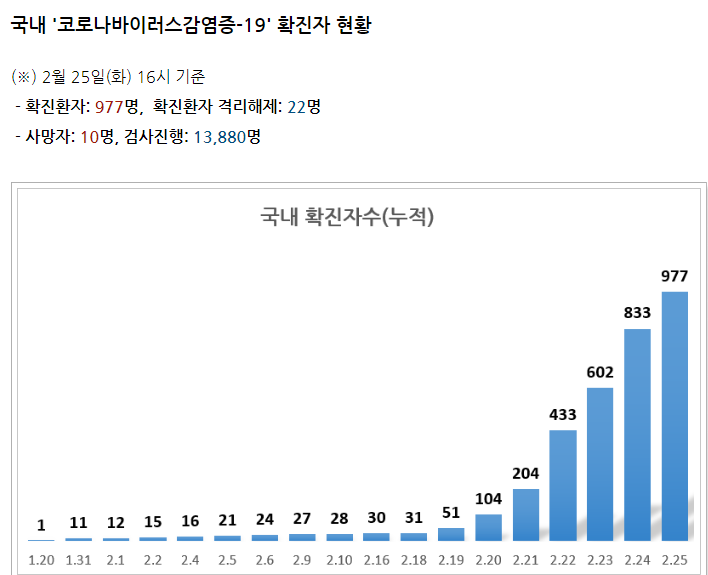 국내 '코로나바이러스감염증-19' 확진자 현황
(※) 2월 25일(화) 16시 기준
- 확진환자: 977명, 확진환자 격리해제: 22명
- 사망자: 10명, 검사진행: 13,880명
국내 확진자수(누적)
1 11 12 15 16 21 24 27 28 30 31 51 104 204 433 602 833 977
1.20 1.31 2.1 2.2 2.4 2.5 2.6 2.9 2.10 2.16 2.18 2.19 2.20 2.21 2.22 2.23 2.24 2.25